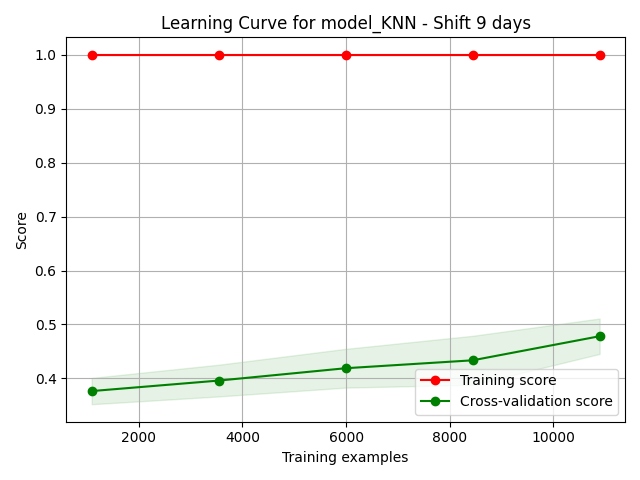 Learning Curve for model_KNN - Shift 9 days
Score
1.0
0.9
0.8
0.7
0.6
0.5
0.4
2000
4000
6000
8000
10000
Training examples
Training score
Cross-validation score